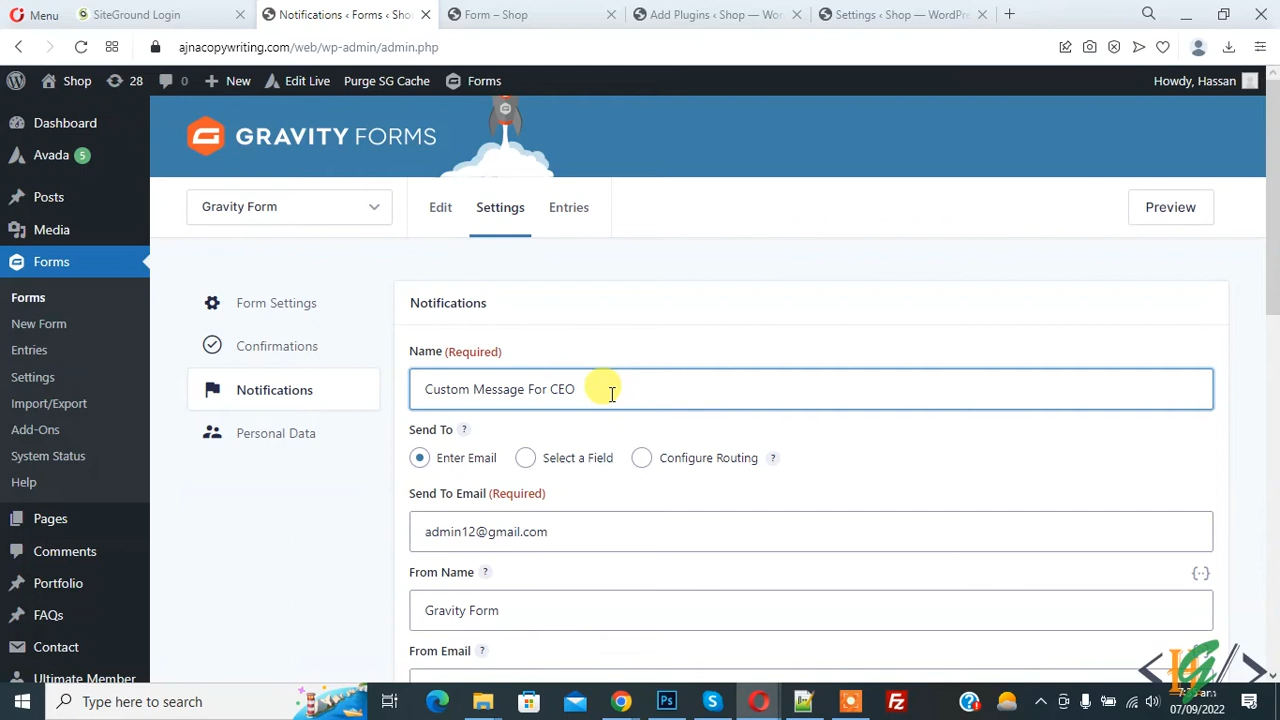 Menu
SiteGround Login
Notifications ‹ Forms ‹ Sho
Form – Shop
Add Plugins ‹ Shop — Wor
Settings ‹ Shop — WordPre
ajnacopywriting.com/web/wp-admin/admin.php
Shop
28
0
New
Edit Live
Purge SG Cache
Forms
Howdy, Hassan
Dashboard
Avada 5
Posts
Media
Forms
Forms
New Form
Entries
Settings
Import/Export
Add-Ons
System Status
Help
Pages
Comments
Portfolio
FAQs
Contact
Ultimate Member
GRAVITY FORMS
Gravity Form
Edit
Settings
Entries
Preview
Form Settings
Confirmations
Notifications
Personal Data
Notifications
Name (Required)
Custom Message For CEO
Send To ?
Enter Email
Select a Field
Configure Routing ?
Send To Email (Required)
admin12@gmail.com
From Name ?
Gravity Form
From Email ?
Type here to search
07/09/2022